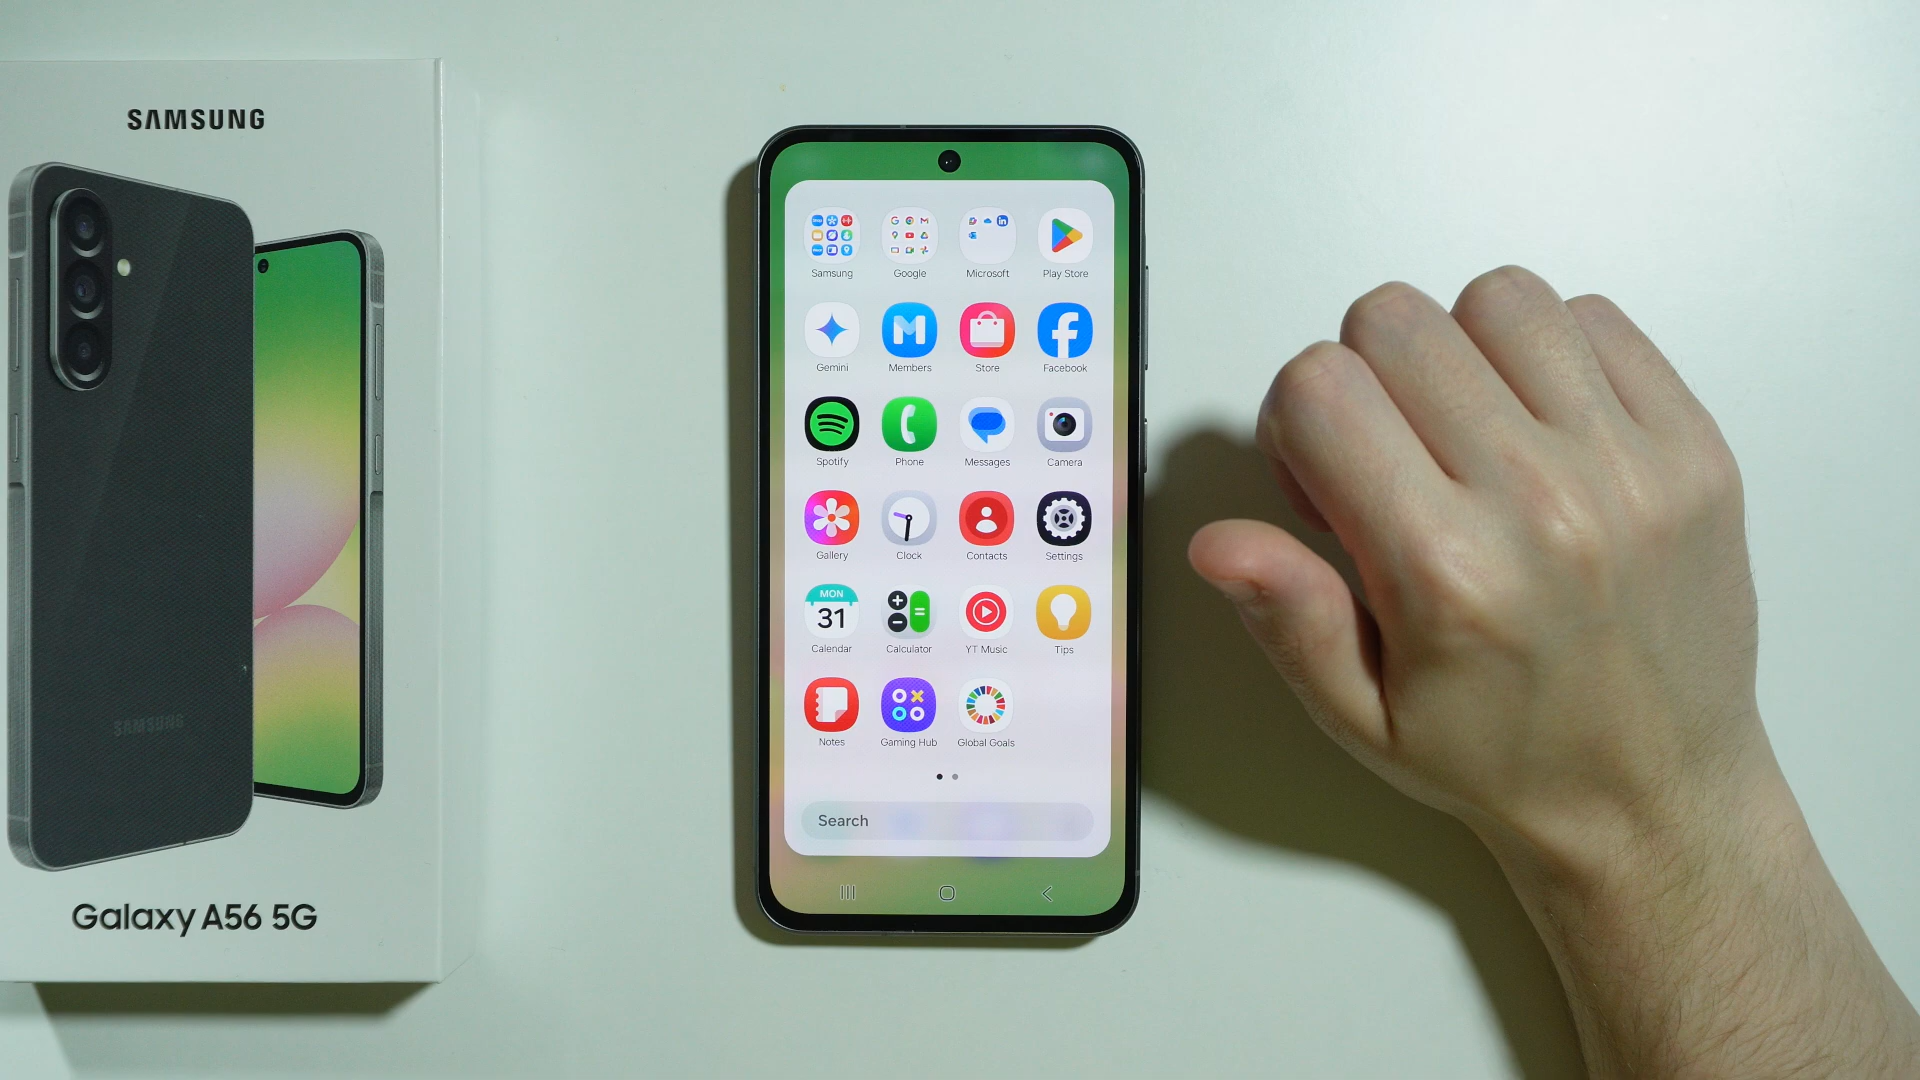 SAMSUNG
SAMSUNG
Galaxy A56 5G
Samsung
Google
Microsoft
Play Store
Gemini
Members
Store
Facebook
Spotify
Phone
Messages
Camera
Gallery
Clock
Contacts
Settings
MON
31
Calendar
Calculator
YT Music
Tips
Notes
Gaming Hub
Global Goals
Search